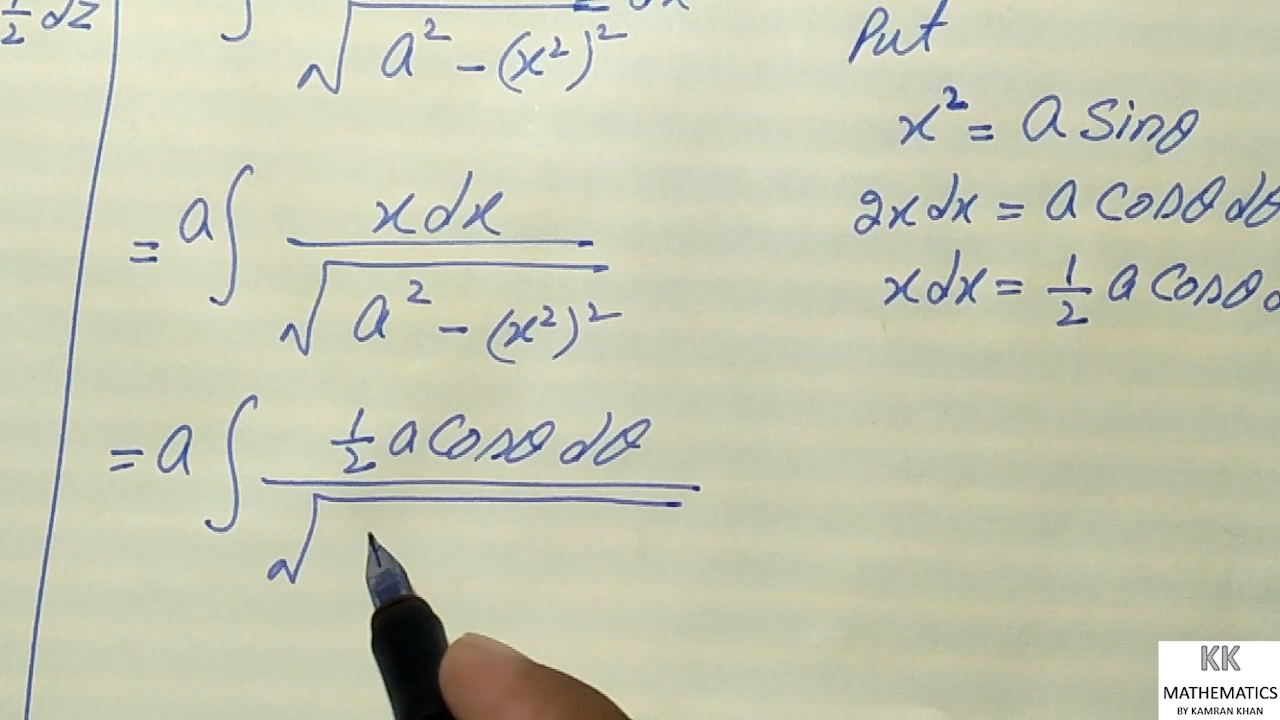 ½ dz
∫ dx
√(a² - (x²)²)
= a ∫ x dx / √(a² - (x²)²)
= a ∫ ½ a Cosθ dθ / √
Put
x² = a Sinθ
2x dx = a Cosθ dθ
x dx = ½ a Cosθ d
KK
MATHEMATICS
BY KAMRAN KHAN